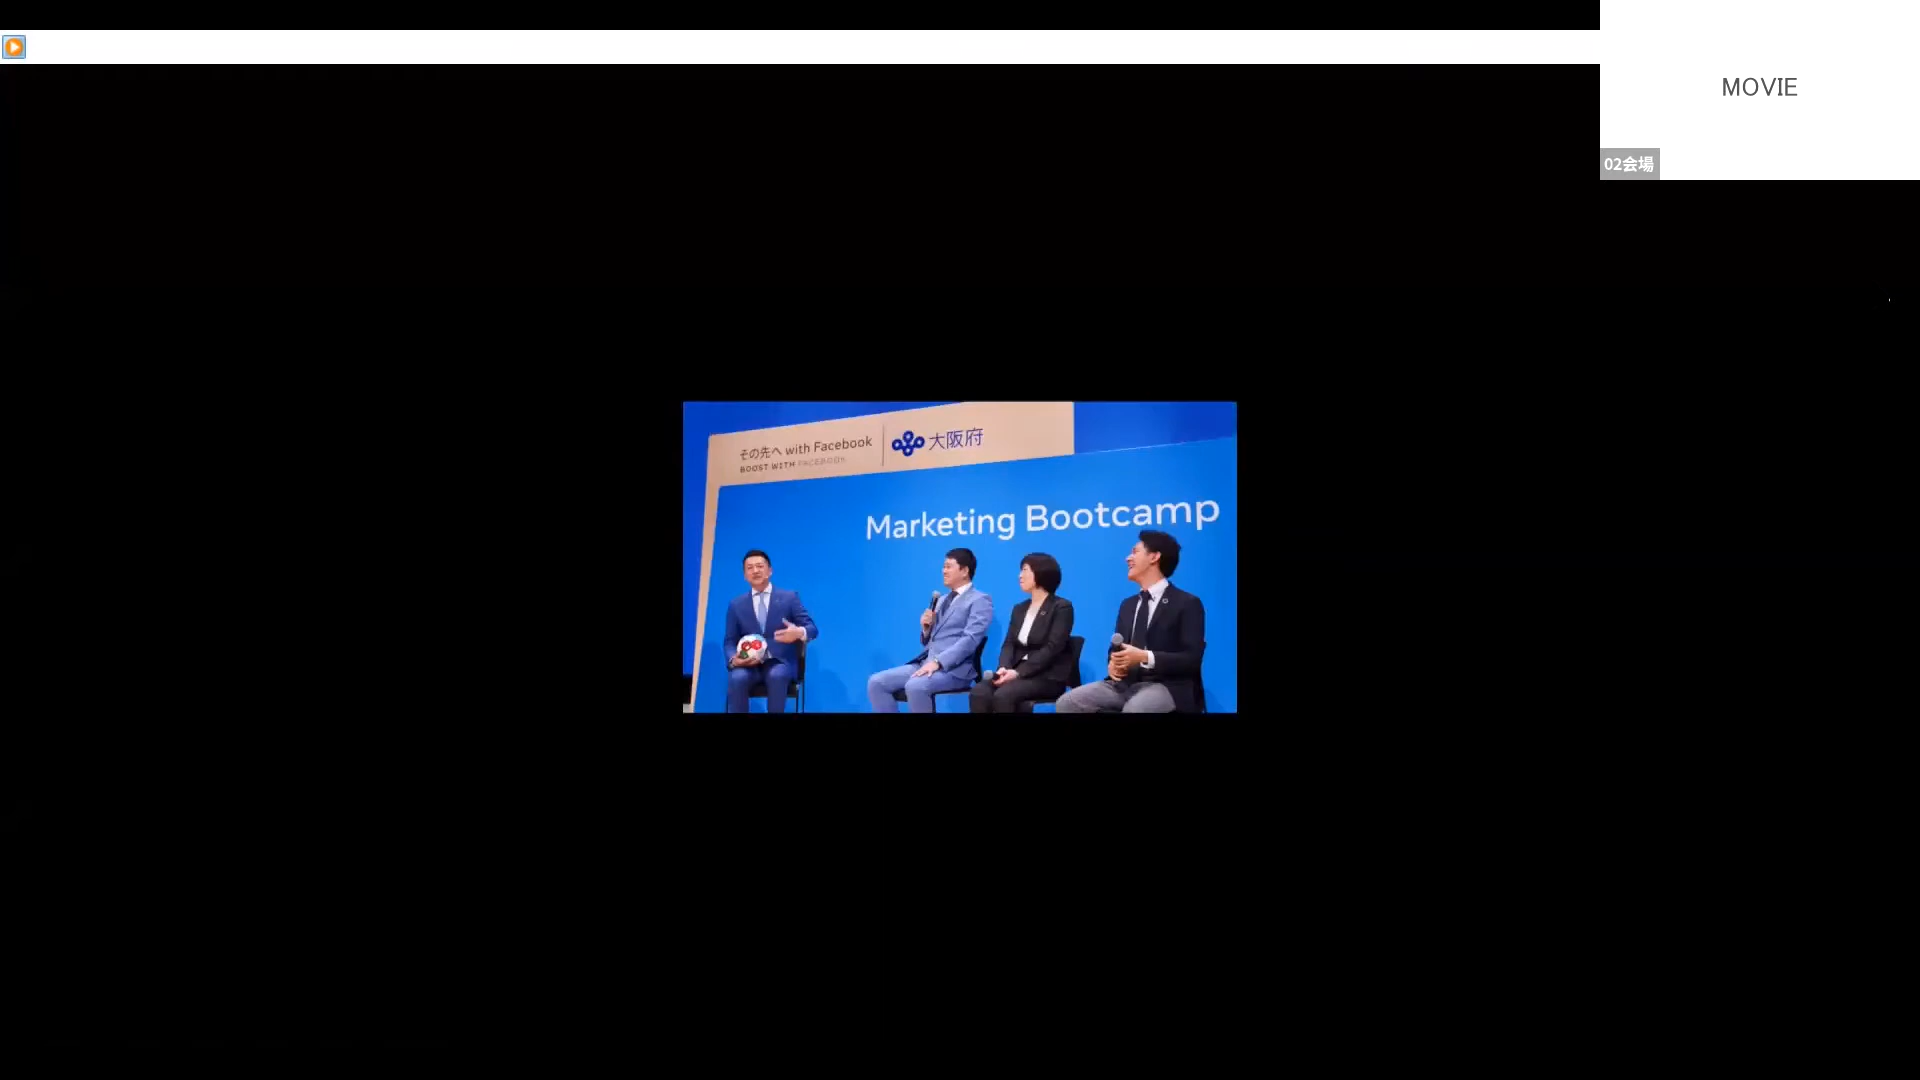 MOVIE
02会場
その先へ with Facebook
BOOST WITH FACEBOOK
大阪府
Marketing Bootcamp